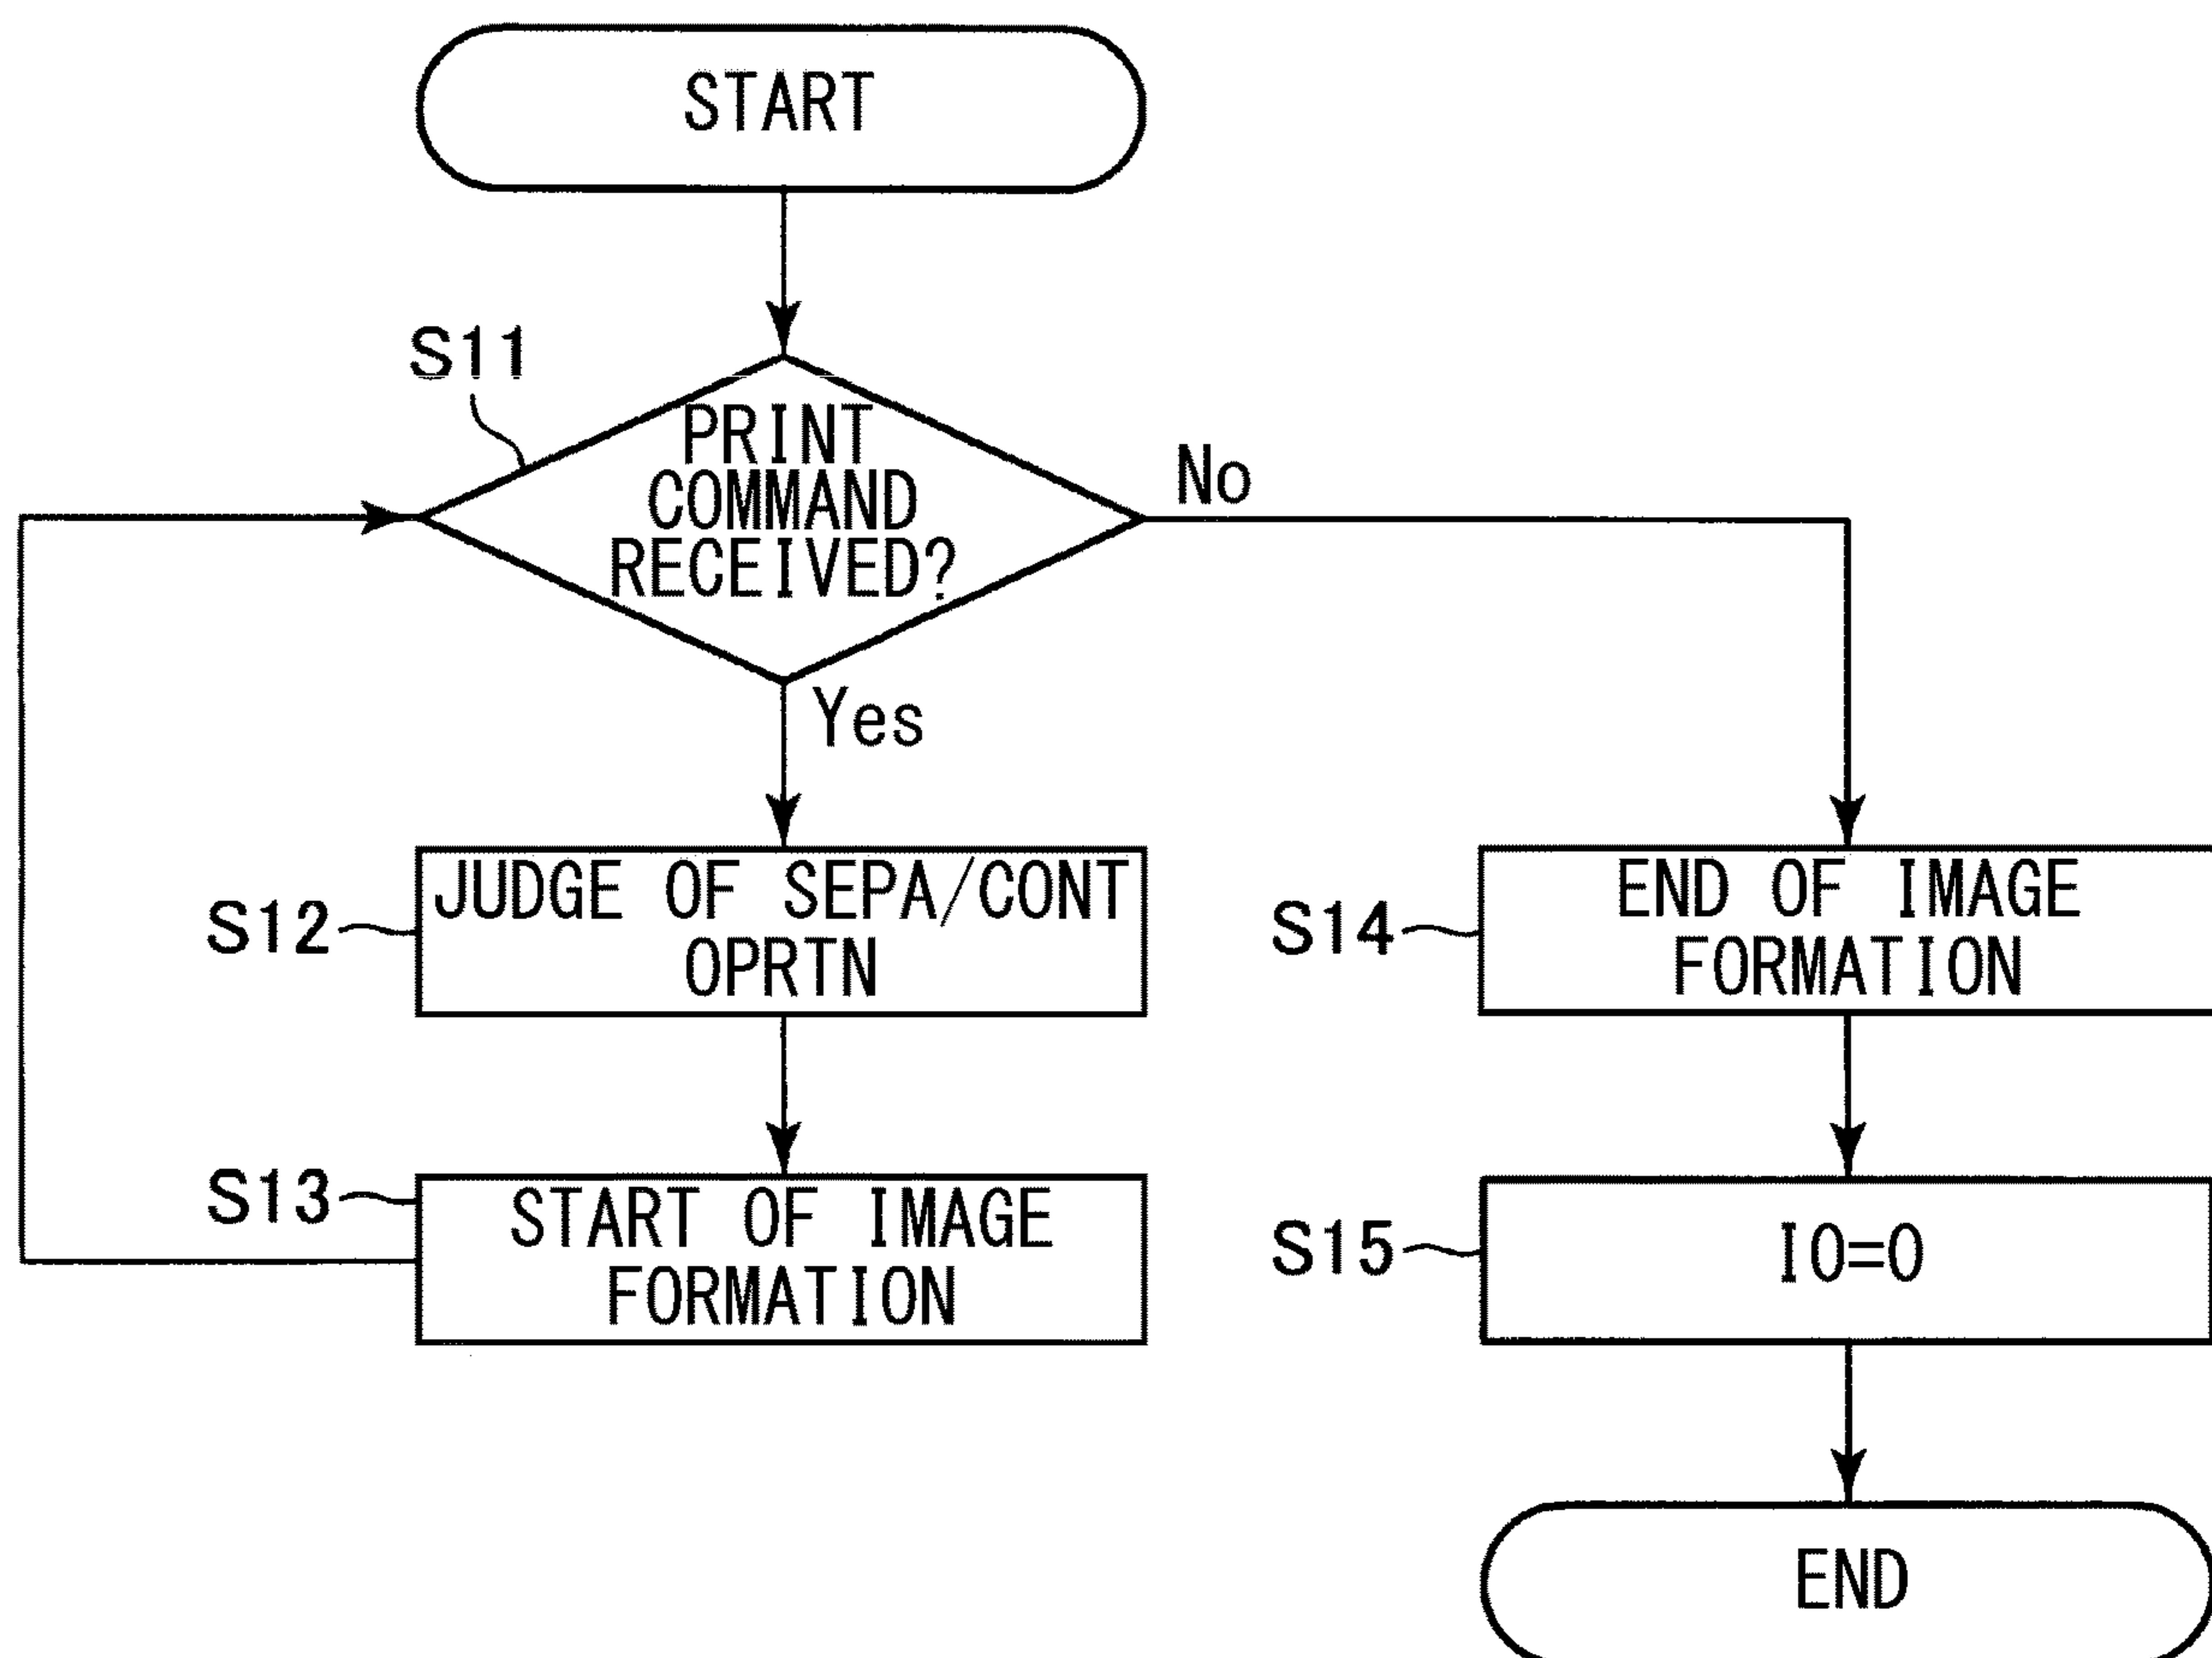 START
S11
PRINT
COMMAND
RECEIVED?
No
Yes
S12
JUDGE OF SEPA/CONT
OPRTN
S14
END OF IMAGE
FORMATION
S13
START OF IMAGE
FORMATION
S15
I0=0
END